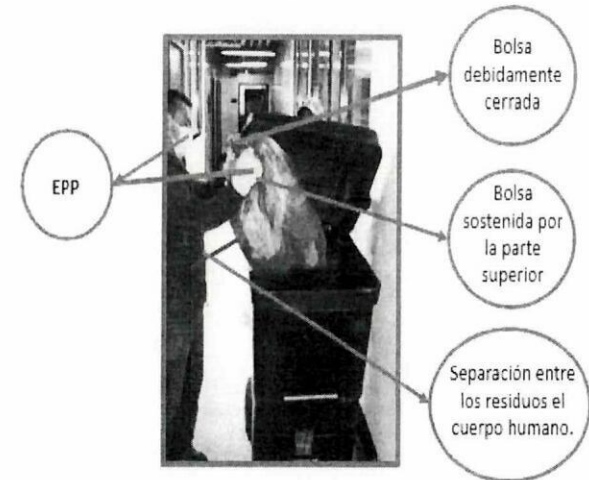 Bolsa
debidamente
cerrada
EPP
Bolsa
sostenida por
la parte
superior
Separación entre
los residuos el
cuerpo humano.